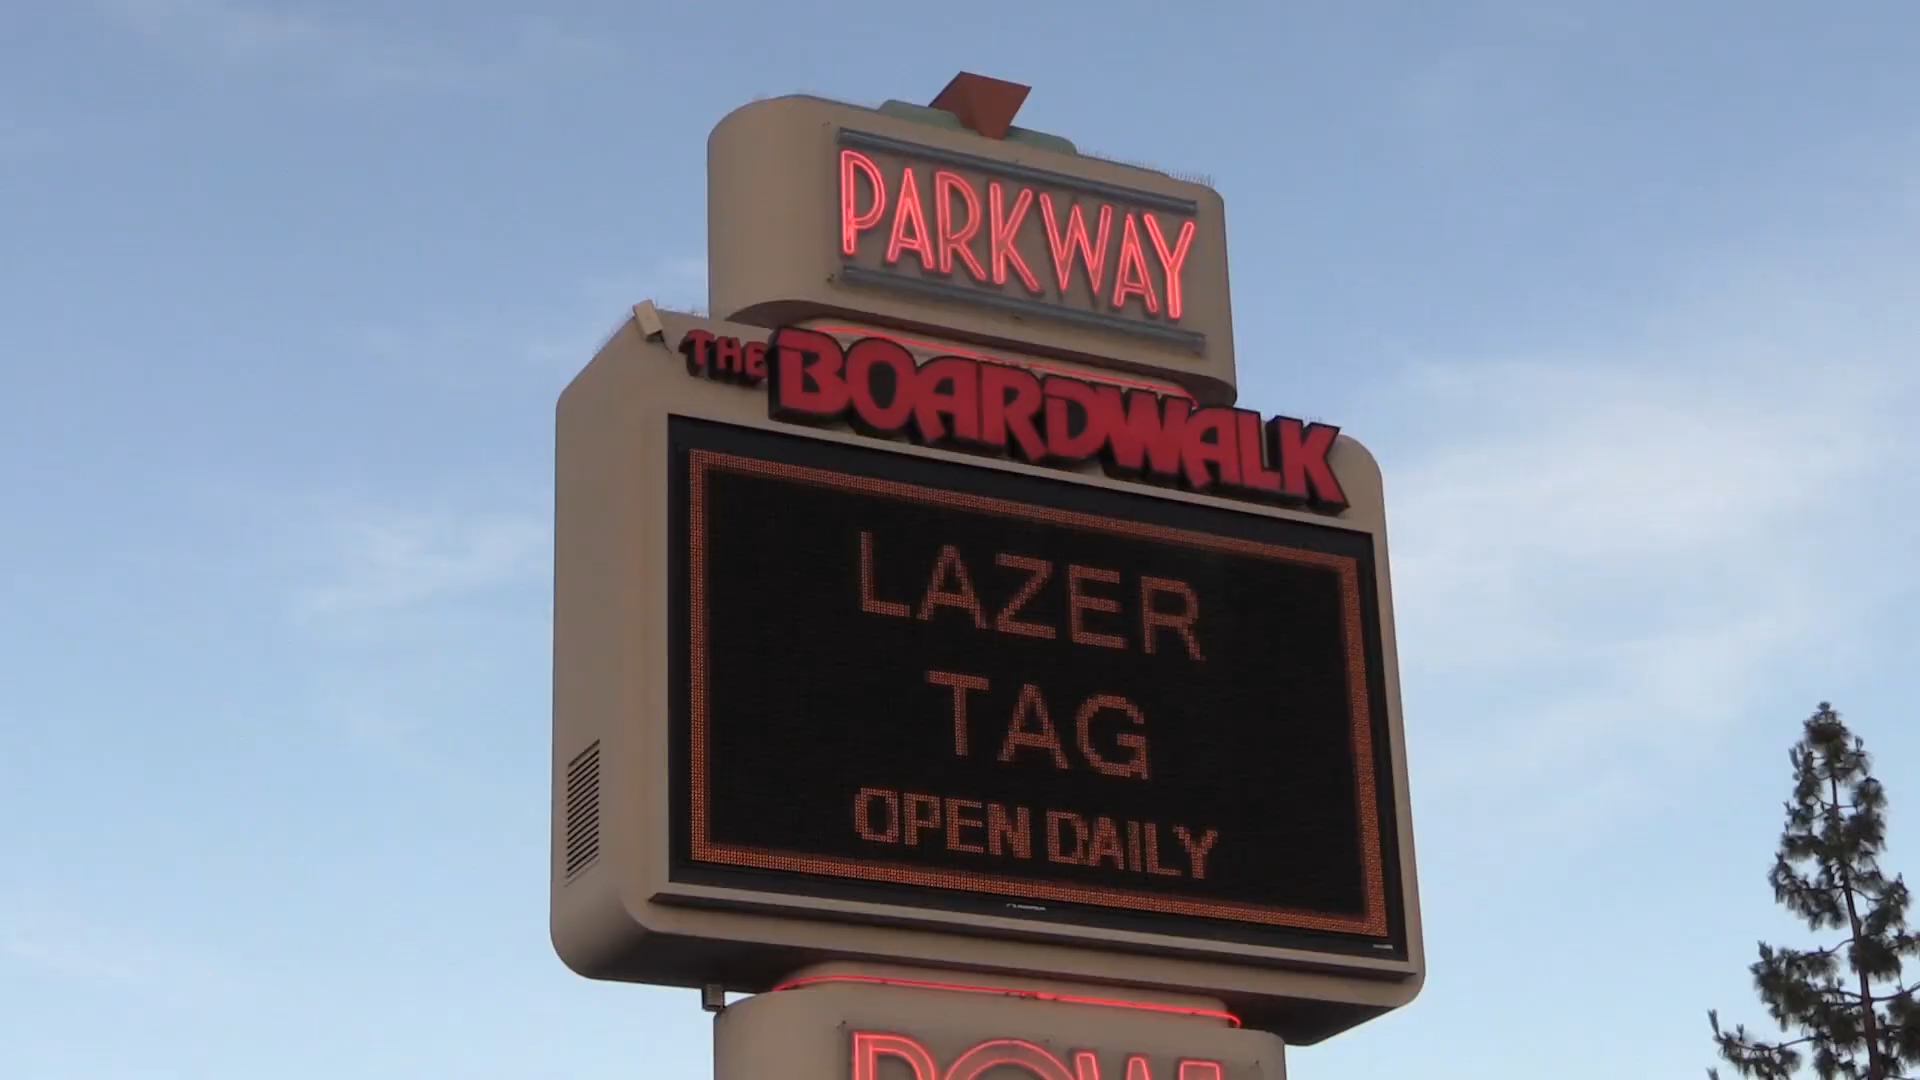 PARKWAY
THE BOARDWALK
LAZER
TAG
OPEN DAILY